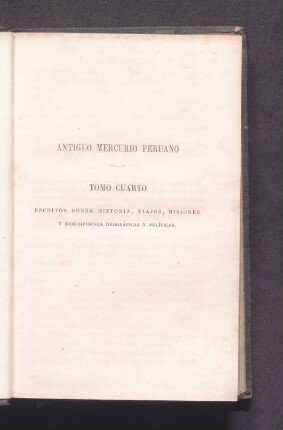 ANTIGUO MERCURIO PERUANO
TOMO CUARTO
ESCRITOS SOBRE HISTORIA, VIAJES, MISIONES
Y DESCRIPCIONES GEOGRÁFICAS Y POLÍTICAS.